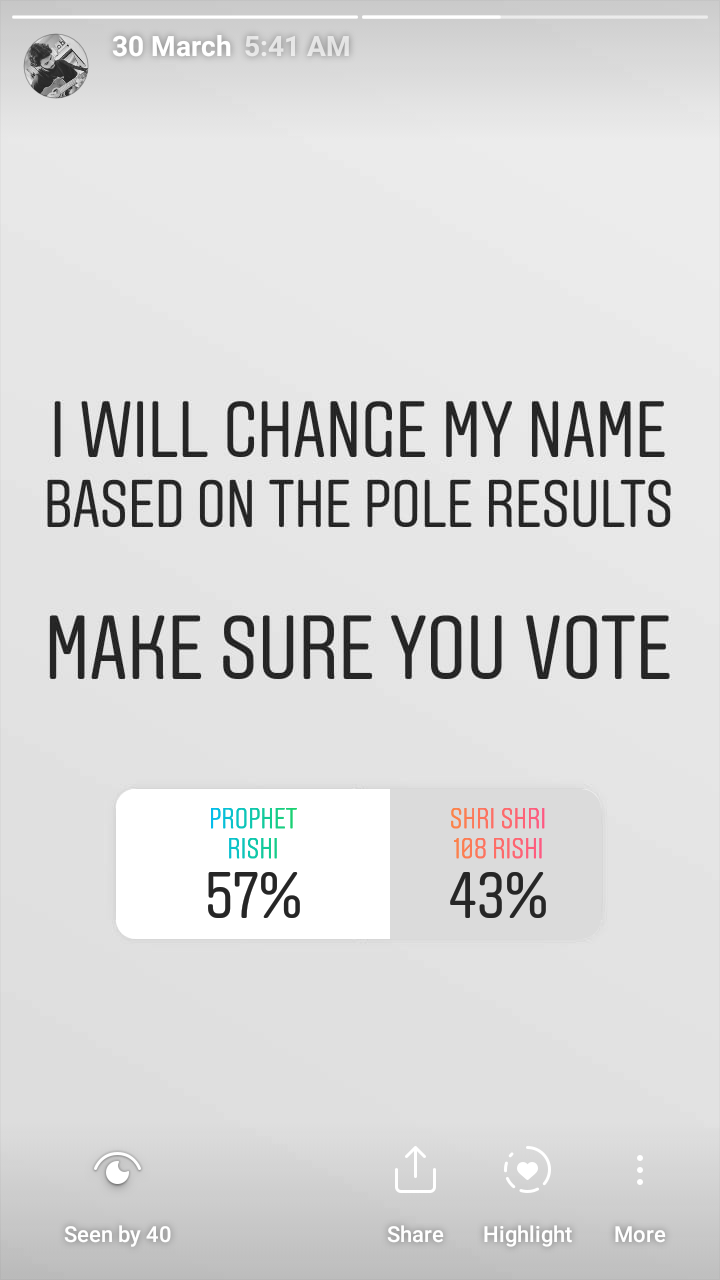 30 March 5:41 AM
I WILL CHANGE MY NAME
BASED ON THE POLE RESULTS
MAKE SURE YOU VOTE
PROPHET
RISHI
57%
SHRI SHRI
108 RISHI
43%
Seen by 40
Share
Highlight
More